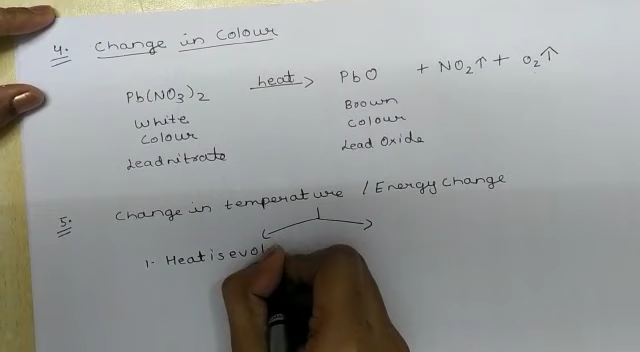 4. Change in Colour
Pb(NO3)2 heat PbO + NO2↑ + O2↑
White Brown
Colour Colour
Lead nitrate Lead Oxide
5. Change in temperature / Energy Change
1- Heat is evol